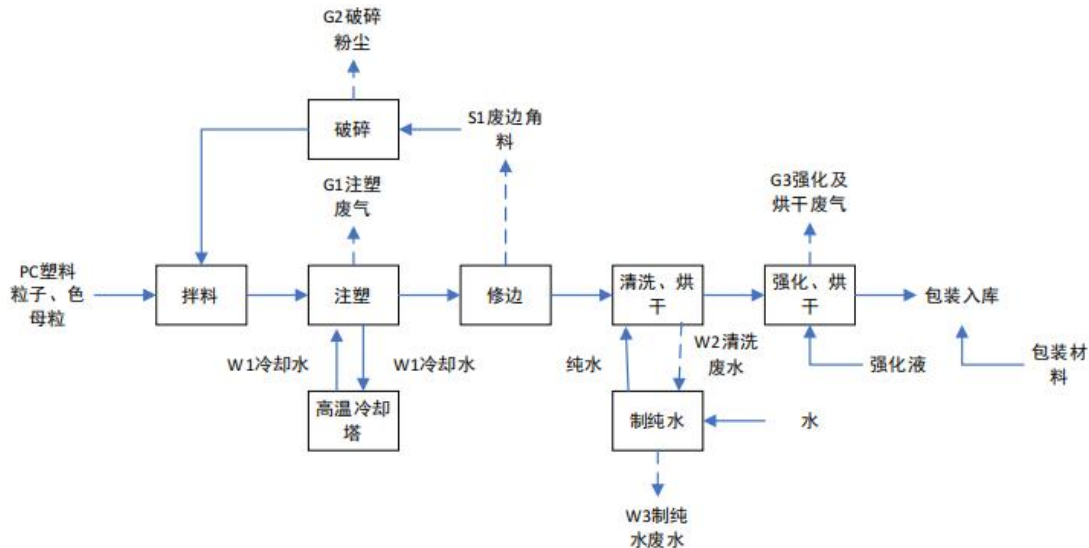 G2破碎
粉尘
破碎
S1废边角
料
G1注塑
废气
G3强化及
烘干废气
PC塑料
粒子、色
母粒
拌料
注塑
修边
清洗、烘
干
强化、烘
干
包装入库
W1冷却水
W1冷却水
纯水
W2清洗
废水
强化液
包装材
料
高温冷却
塔
制纯水
水
W3制纯
水废水